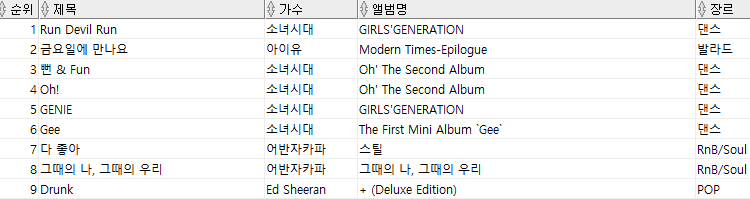 순위 제목 가수 앨범명 장르
1 Run Devil Run 소녀시대 GIRLS'GENERATION 댄스
2 금요일에 만나요 아이유 Modern Times-Epilogue 발라드
3 뻔 & Fun 소녀시대 Oh' The Second Album 댄스
4 Oh! 소녀시대 Oh' The Second Album 댄스
5 GENIE 소녀시대 GIRLS'GENERATION 댄스
6 Gee 소녀시대 The First Mini Album `Gee` 댄스
7 다 좋아 어반자카파 스틸 RnB/Soul
8 그때의 나, 그때의 우리 어반자카파 그때의 나, 그때의 우리 RnB/Soul
9 Drunk Ed Sheeran + (Deluxe Edition) POP